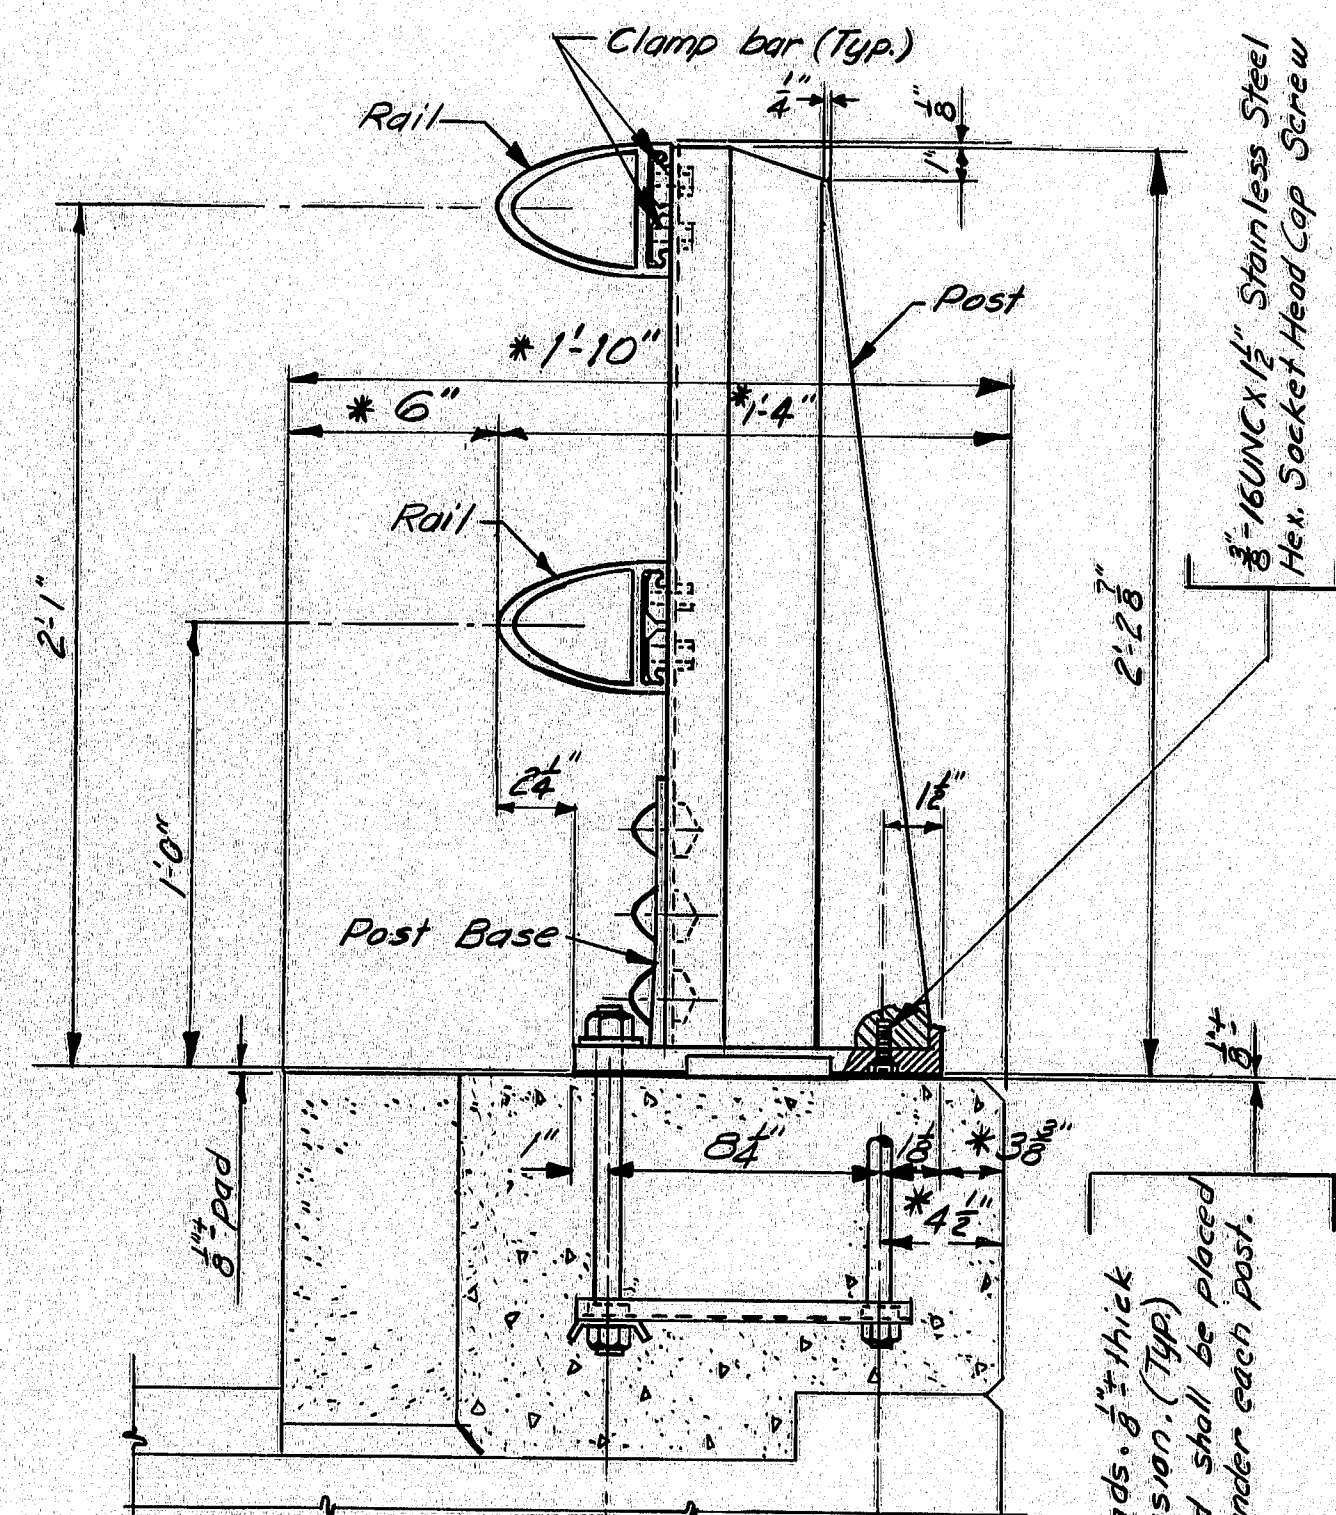 Clamp bar (Typ.)
1/4"
1/8"
1"
Rail
Post
* 1'-10"
* 6"
* 1'-4"
Rail
2'-1"
1'-0"
2'-2 7/8"
3/8"-16UNC x 1 1/2" Stainless Steel
Hex. Socket Head Cap Screw
2 1/4"
1 1/2"
Post Base
1/8" ±
1"
8 1/4"
1 1/8"
* 3 3/8"
* 4 1/2"
1/8" ± pad
1/8" ± thick
(Typ.)
shall be placed
each post.